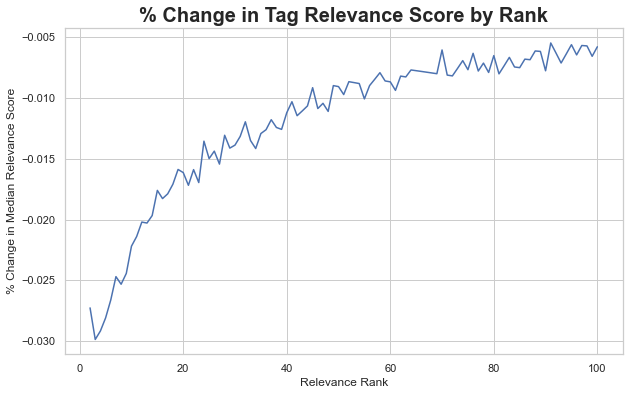 % Change in Tag Relevance Score by Rank
% Change in Median Relevance Score
−0.005
−0.010
−0.015
−0.020
−0.025
−0.030
0 20 40 60 80 100
Relevance Rank